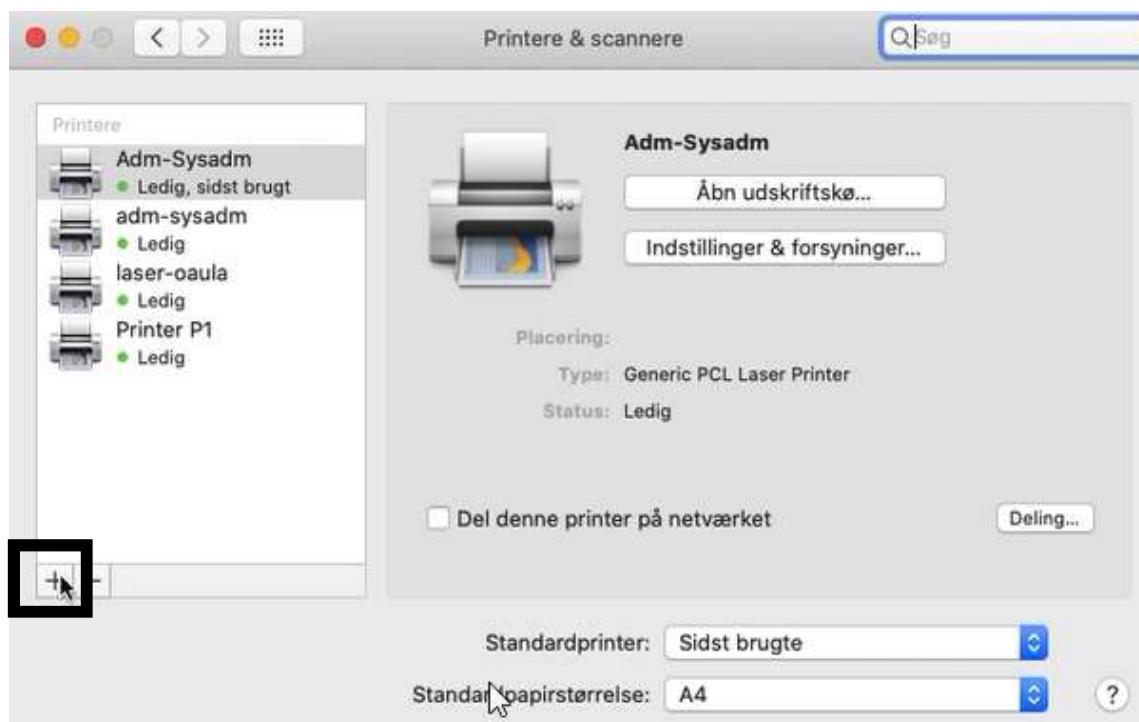 Printere & scannere
Søg
Printere
Adm-Sysadm
Ledig, sidst brugt
adm-sysadm
Ledig
laser-oaula
Ledig
Printer P1
Ledig
Adm-Sysadm
Åbn udskriftskø...
Indstillinger & forsyninger...
Placering:
Type: Generic PCL Laser Printer
Status: Ledig
Del denne printer på netværket
Deling...
+ -
Standardprinter: Sidst brugte
Standardpapirstørrelse: A4
?